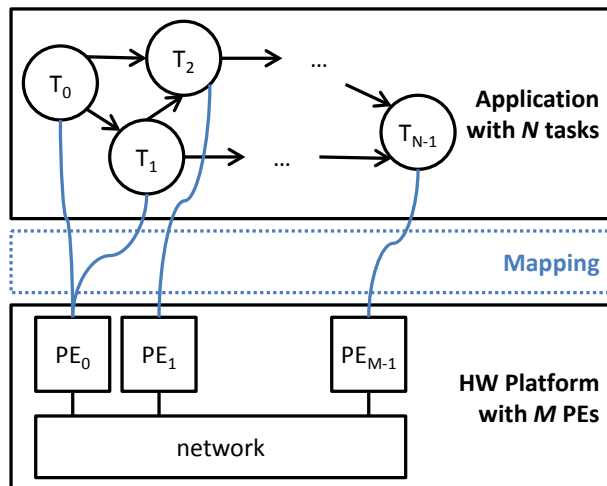 T0
T2
...
T1
...
TN-1
Application
with N tasks
Mapping
PE0
PE1
PEM-1
HW Platform
with M PEs
network